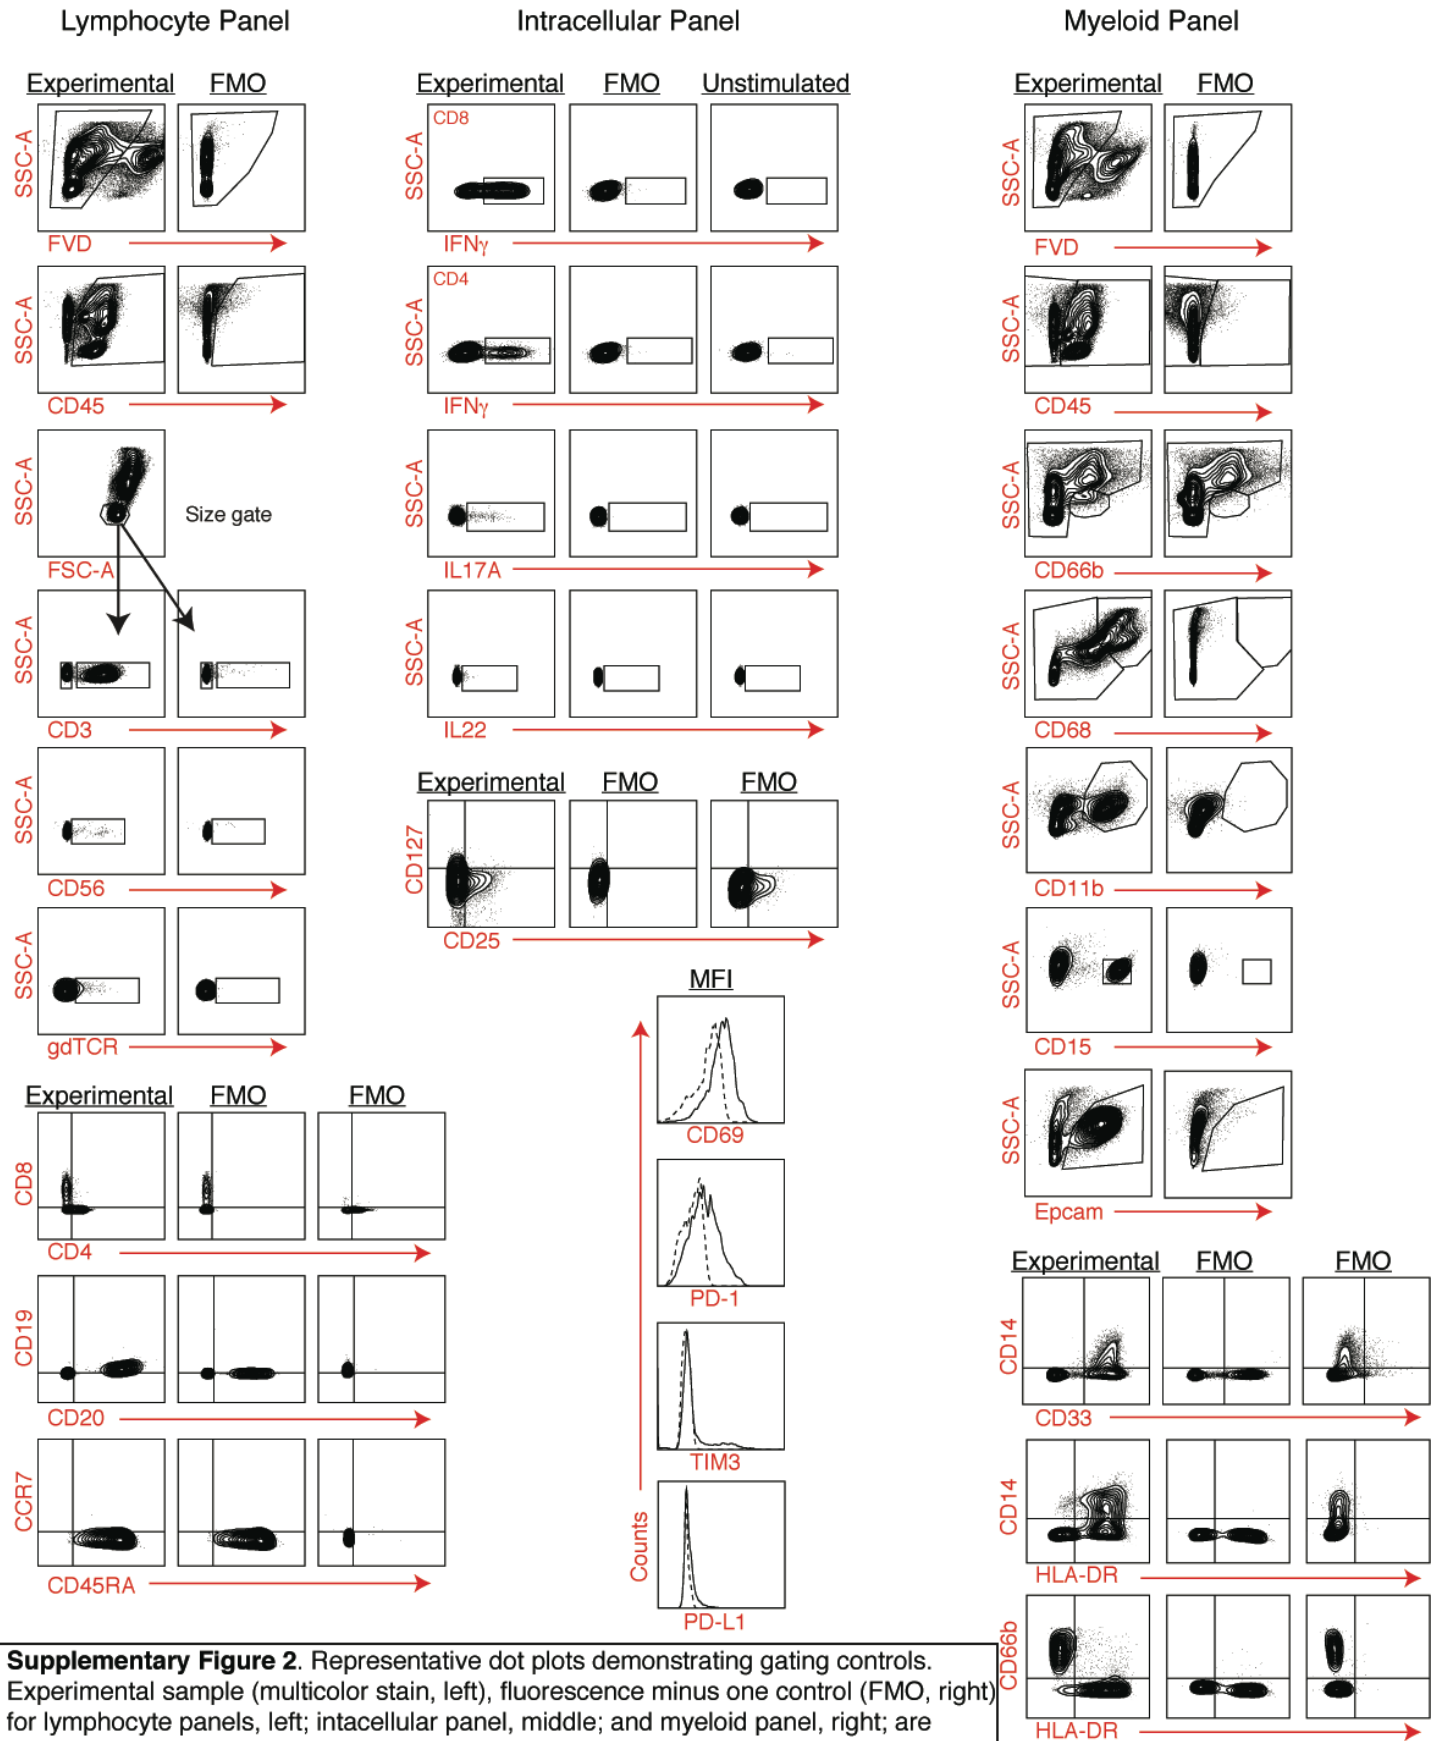 Lymphocyte Panel
Experimental FMO
SSC-A
FVD
SSC-A
CD45
SSC-A
Size gate
FSC-A
SSC-A
CD3
SSC-A
CD56
SSC-A
gdTCR
Experimental FMO FMO
CD8
CD4
CD19
CD20
CCR7
CD45RA
Intracellular Panel
Experimental FMO Unstimulated
CD8
SSC-A
IFNγ
CD4
SSC-A
IFNγ
SSC-A
IL17A
SSC-A
IL22
Experimental FMO FMO
CD127
CD25
MFI
CD69
PD-1
TIM3
PD-L1
Counts
Myeloid Panel
Experimental FMO
SSC-A
FVD
SSC-A
CD45
SSC-A
CD66b
SSC-A
CD68
SSC-A
CD11b
SSC-A
CD15
SSC-A
Epcam
Experimental FMO FMO
CD14
CD33
CD14
HLA-DR
CD66b
HLA-DR
Supplementary Figure 2. Representative dot plots demonstrating gating controls.
Experimental sample (multicolor stain, left), fluorescence minus one control (FMO, right)
for lymphocyte panels, left; intacellular panel, middle; and myeloid panel, right; are